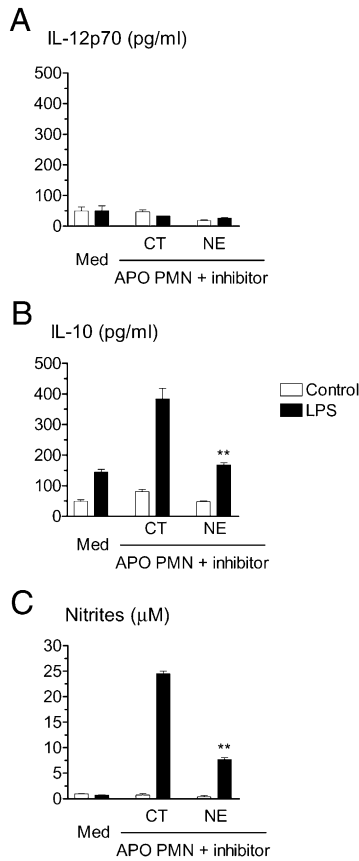 A
IL-12p70 (pg/ml)
500
400
300
200
100
0
CT NE
Med
APO PMN + inhibitor
B
IL-10 (pg/ml)
500
400
300
200
100
0
**
Control
LPS
CT NE
Med
APO PMN + inhibitor
C
Nitrites (μM)
30
25
20
15
10
5
0
**
CT NE
Med
APO PMN + inhibitor